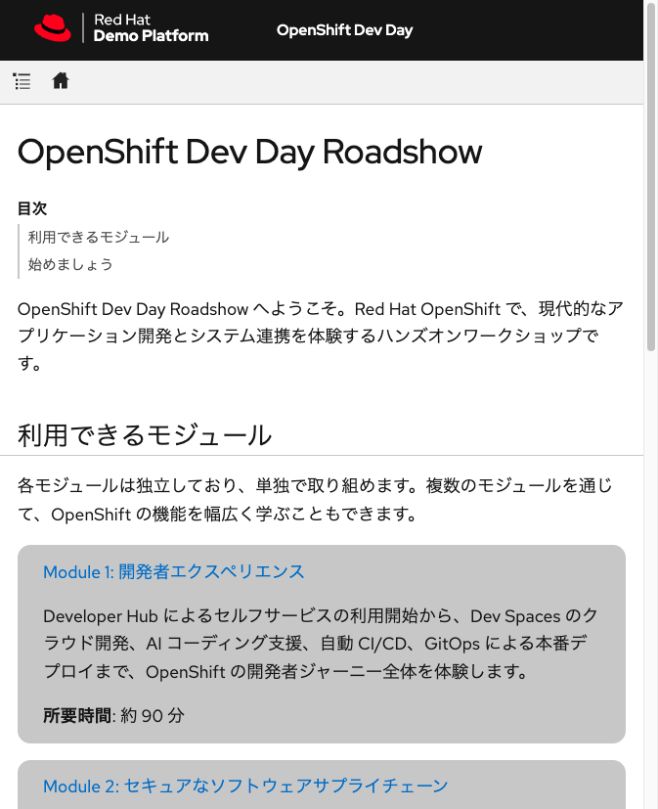 Red Hat
Demo Platform
OpenShift Dev Day
OpenShift Dev Day Roadshow
目次
利用できるモジュール
始めましょう
OpenShift Dev Day Roadshow へようこそ。Red Hat OpenShift で、現代的なア
プリケーション開発とシステム連携を体験するハンズオンワークショップで
す。
利用できるモジュール
各モジュールは独立しており、単独で取り組めます。複数のモジュールを通じ
て、OpenShift の機能を幅広く学ぶこともできます。
Module 1: 開発者エクスペリエンス
Developer Hub によるセルフサービスの利用開始から、Dev Spaces のク
ラウド開発、AI コーディング支援、自動 CI/CD、GitOps による本番デ
プロイまで、OpenShift の開発者ジャーニー全体を体験します。
所要時間: 約 90 分
Module 2: セキュアなソフトウェアサプライチェーン